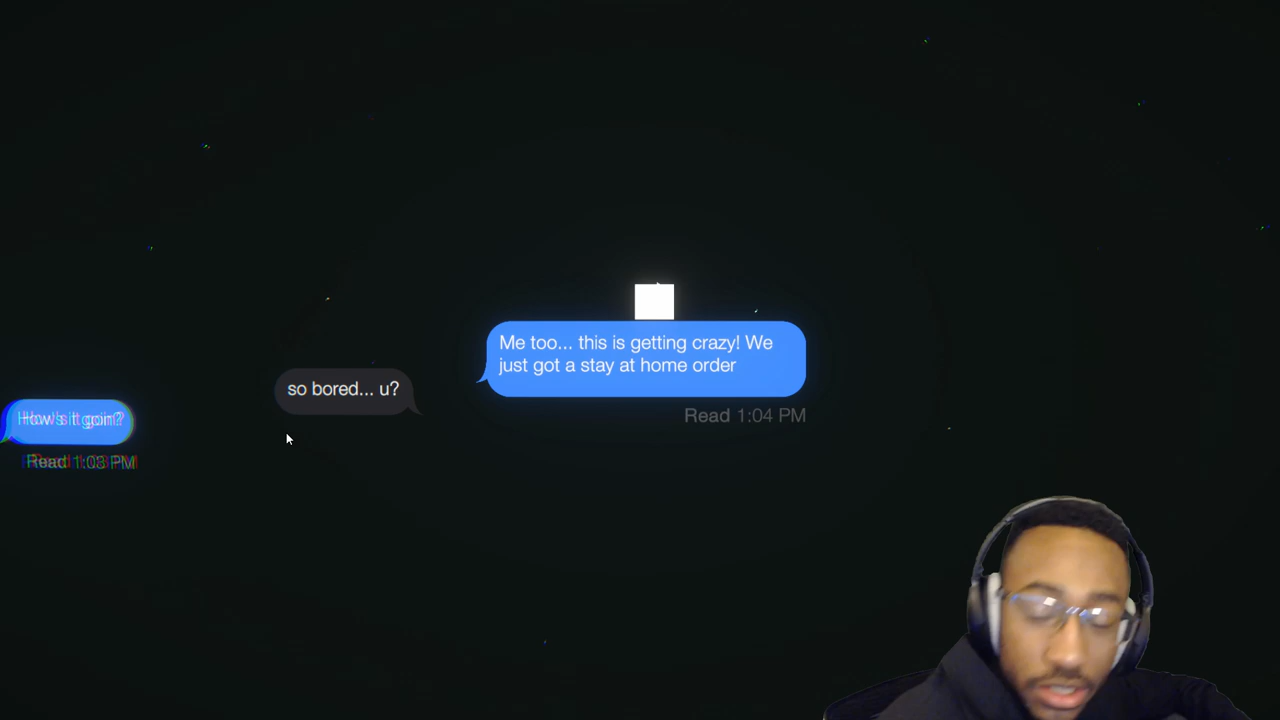 How's it goin?
Read 1:03 PM
so bored... u?
Me too... this is getting crazy! We
just got a stay at home order
Read 1:04 PM